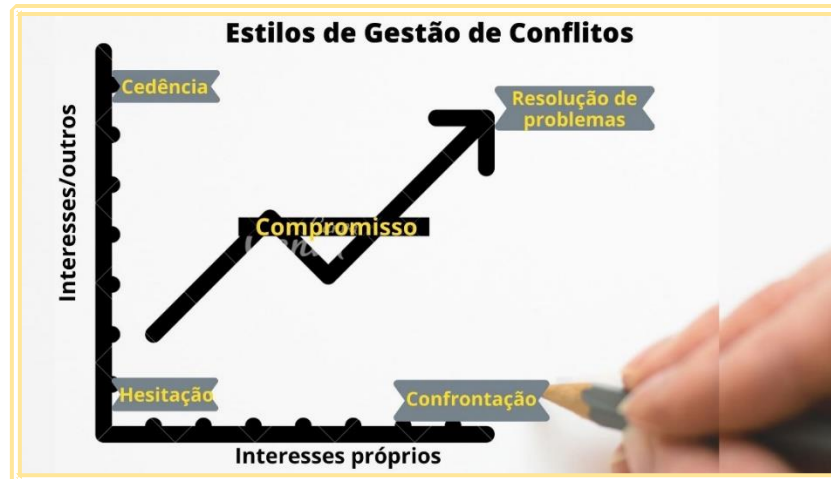 Estilos de Gestão de Conflitos
Cedência
Resolução de
problemas
Interesses/outros
Compromisso
Hesitação
Confrontação
Interesses próprios